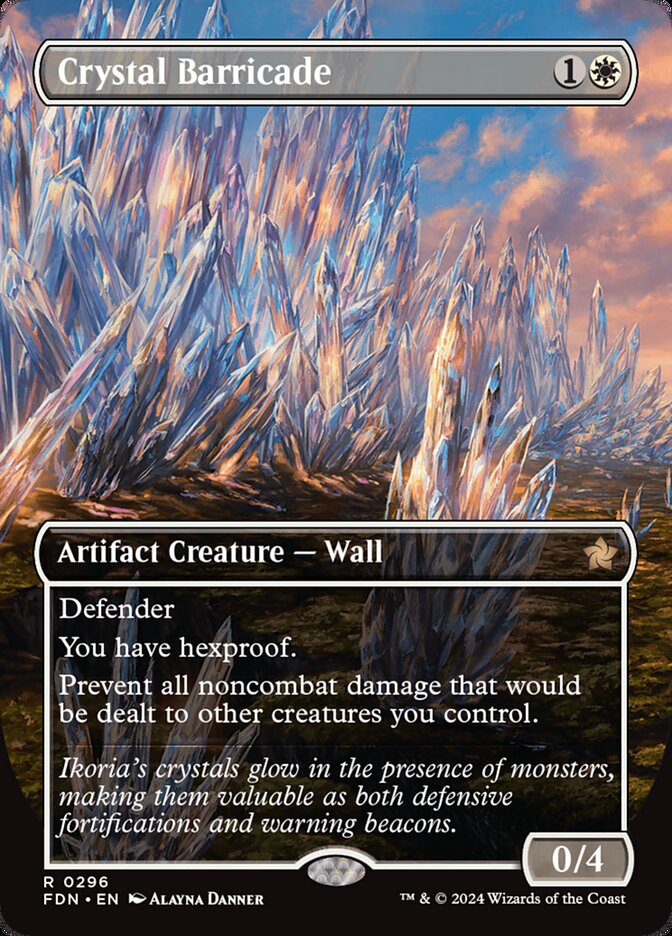 Crystal Barricade 1
Artifact Creature — Wall
Defender
You have hexproof.
Prevent all noncombat damage that would
be dealt to other creatures you control.
Ikoria's crystals glow in the presence of monsters,
making them valuable as both defensive
fortifications and warning beacons.
0/4
R 0296
FDN • EN Alayna Danner
™ & © 2024 Wizards of the Coast